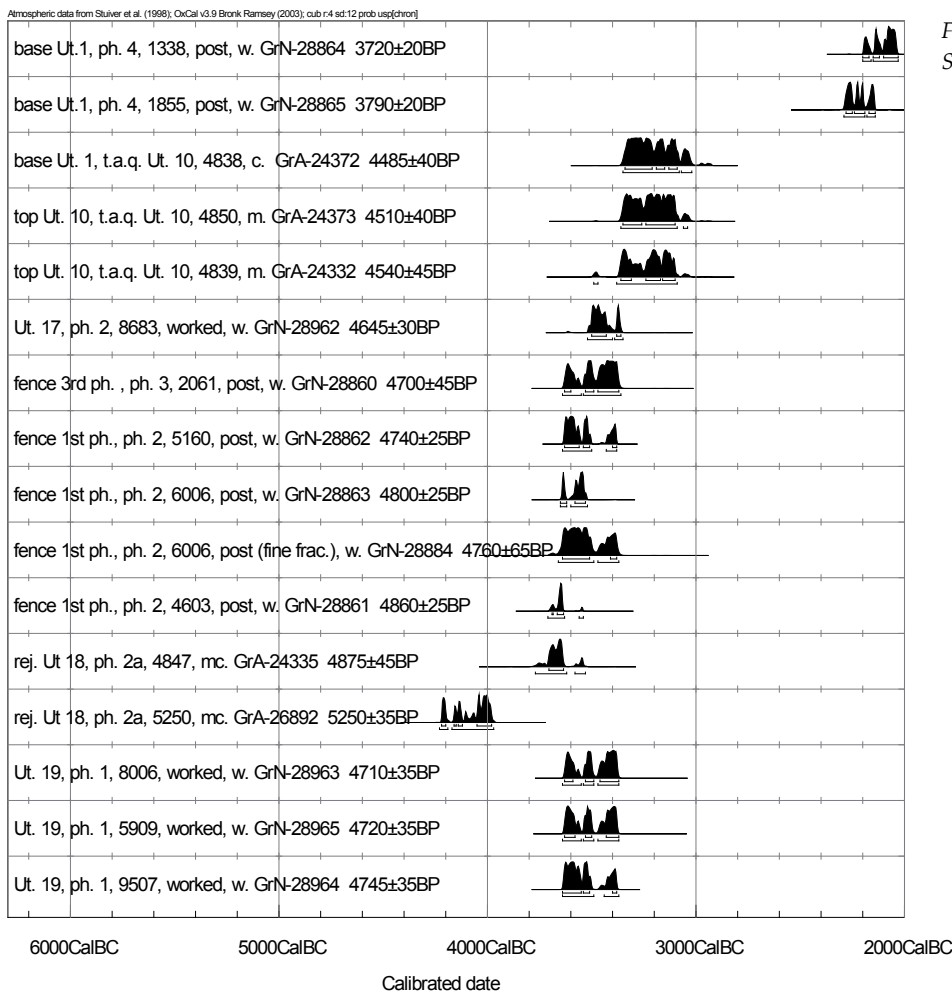 Atmospheric data from Stuiver et al. (1998); OxCal v3.9 Bronk Ramsey (2003); cub r:4 sd:12 prob usp[chron]
base Ut.1, ph. 4, 1338, post, w. GrN-28864 3720±20BP
base Ut.1, ph. 4, 1855, post, w. GrN-28865 3790±20BP
base Ut. 1, t.a.q. Ut. 10, 4838, c. GrA-24372 4485±40BP
top Ut. 10, t.a.q. Ut. 10, 4850, m. GrA-24373 4510±40BP
top Ut. 10, t.a.q. Ut. 10, 4839, m. GrA-24332 4540±45BP
Ut. 17, ph. 2, 8683, worked, w. GrN-28962 4645±30BP
fence 3rd ph. , ph. 3, 2061, post, w. GrN-28860 4700±45BP
fence 1st ph., ph. 2, 5160, post, w. GrN-28862 4740±25BP
fence 1st ph., ph. 2, 6006, post, w. GrN-28863 4800±25BP
fence 1st ph., ph. 2, 6006, post (fine frac.), w. GrN-28884 4760±65BP
fence 1st ph., ph. 2, 4603, post, w. GrN-28861 4860±25BP
rej. Ut 18, ph. 2a, 4847, mc. GrA-24335 4875±45BP
rej. Ut 18, ph. 2a, 5250, mc. GrA-26892 5250±35BP
Ut. 19, ph. 1, 8006, worked, w. GrN-28963 4710±35BP
Ut. 19, ph. 1, 5909, worked, w. GrN-28965 4720±35BP
Ut. 19, ph. 1, 9507, worked, w. GrN-28964 4745±35BP
6000CalBC 5000CalBC 4000CalBC 3000CalBC 2000CalBC
Calibrated date